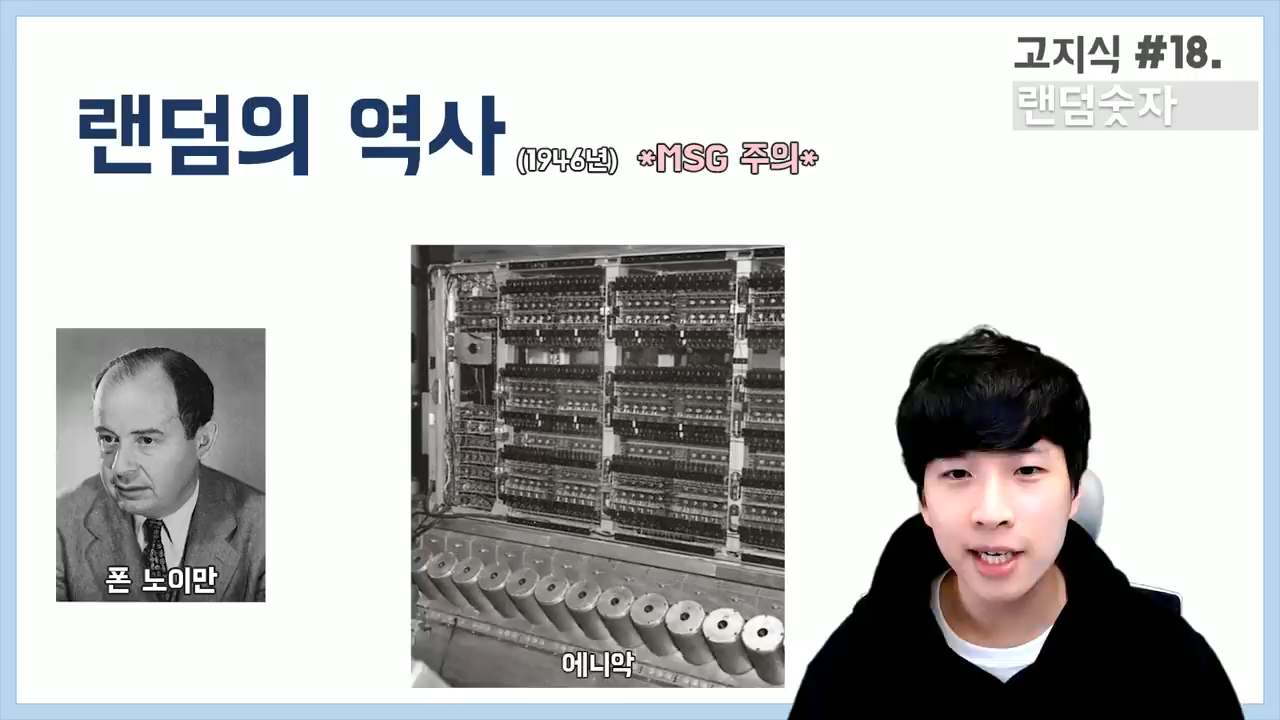 고지식 #18.
랜덤숫자
랜덤의 역사 (1946년) *MSG 주의*
폰 노이만
에니악